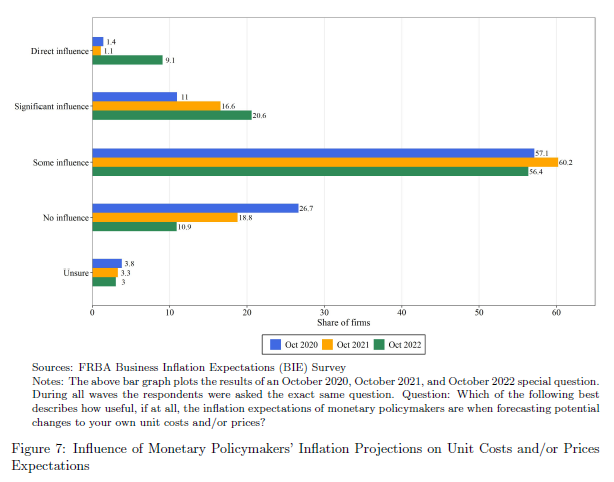 Direct influence
1.4
1.1
9.1
Significant influence
11
16.6
20.6
Some influence
57.1
60.2
56.4
No influence
26.7
18.8
10.9
Unsure
3.8
3.3
3
0 10 20 30 40 50 60
Share of firms
Oct 2020 Oct 2021 Oct 2022
Sources: FRBA Business Inflation Expectations (BIE) Survey
Notes: The above bar graph plots the results of an October 2020, October 2021, and October 2022 special question.
During all waves the respondents were asked the exact same question. Question: Which of the following best
describes how useful, if at all, the inflation expectations of monetary policymakers are when forecasting potential
changes to your own unit costs and/or prices?
Figure 7: Influence of Monetary Policymakers' Inflation Projections on Unit Costs and/or Prices
Expectations